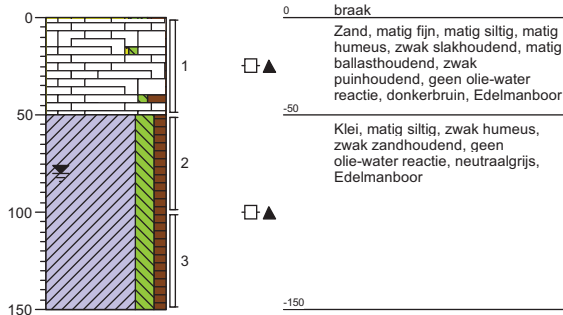 0
50
100
150
1
2
3
0 braak
Zand, matig fijn, matig siltig, matig
humeus, zwak slakhoudend, matig
ballasthoudend, zwak
puinhoudend, geen olie-water
reactie, donkerbruin, Edelmanboor
-50
Klei, matig siltig, zwak humeus,
zwak zandhoudend, geen
olie-water reactie, neutraalgrijs,
Edelmanboor
-150